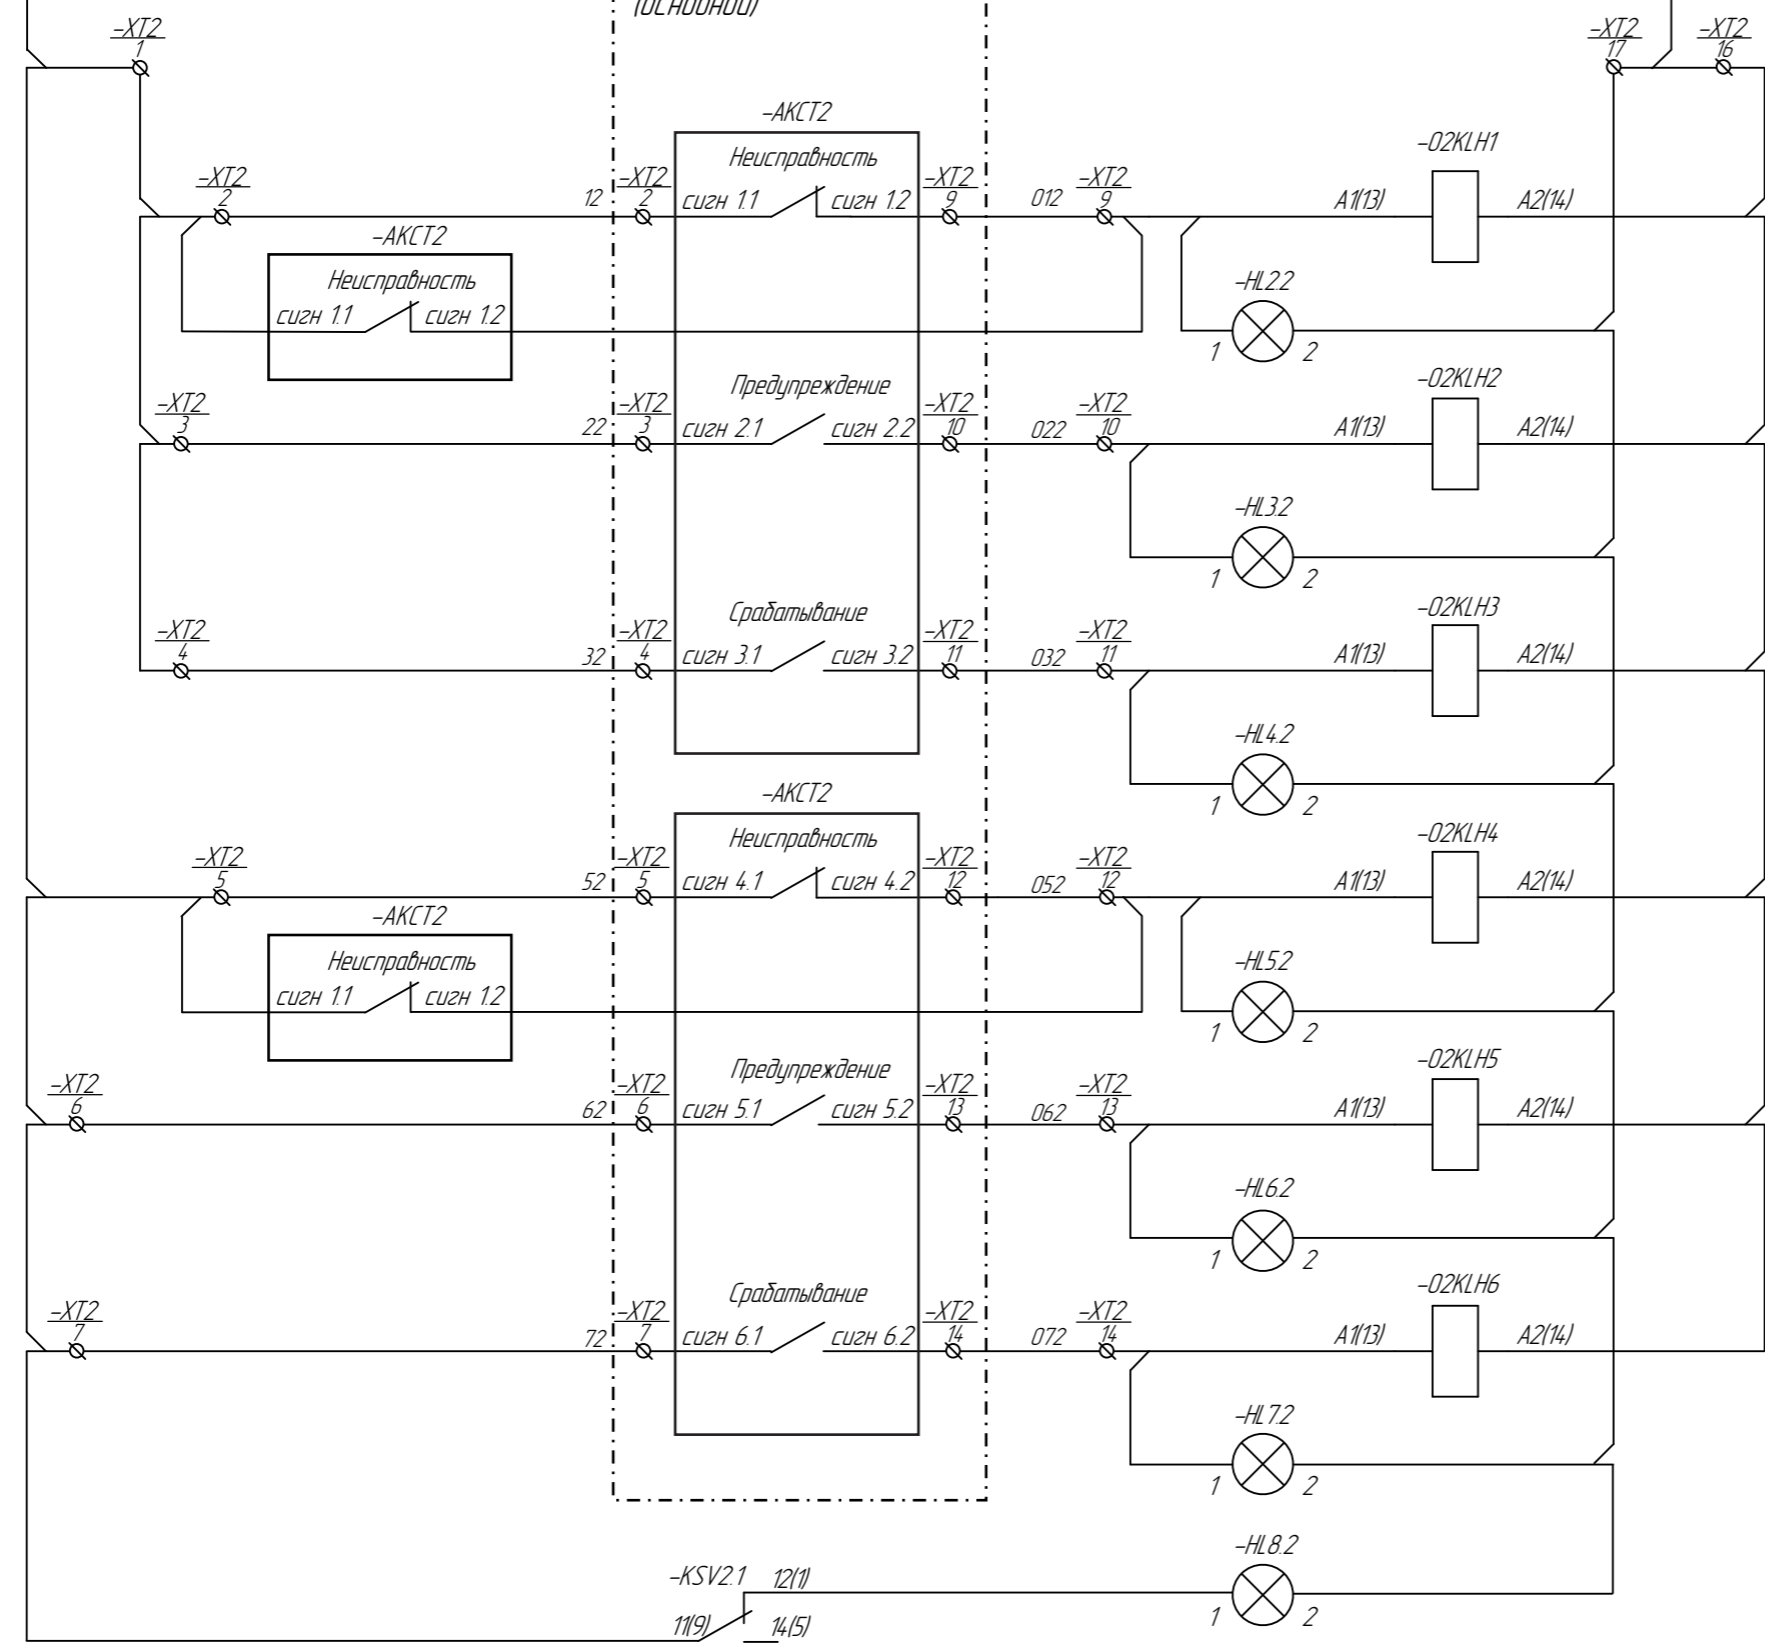 (основной)
-XT2
1
-XT2
17
-XT2
16
-АКСТ2
-02KLH1
Неисправность
-XT2
2
12
-XT2
2
сигн 1.1
сигн 1.2
-XT2
9
012
-XT2
9
A1(13)
A2(14)
-АКСТ2
Неисправность
сигн 1.1
сигн 1.2
-HL2.2
1
2
-02KLH2
Предупреждение
-XT2
3
22
-XT2
3
сигн 2.1
сигн 2.2
-XT2
10
022
-XT2
10
A1(13)
A2(14)
-HL3.2
1
2
-02KLH3
Срабатывание
-XT2
4
32
-XT2
4
сигн 3.1
сигн 3.2
-XT2
11
032
-XT2
11
A1(13)
A2(14)
-HL4.2
1
2
-АКСТ2
-02KLH4
Неисправность
-XT2
5
52
-XT2
5
сигн 4.1
сигн 4.2
-XT2
12
052
-XT2
12
A1(13)
A2(14)
-АКСТ2
Неисправность
сигн 1.1
сигн 1.2
-HL5.2
1
2
-02KLH5
Предупреждение
-XT2
6
62
-XT2
6
сигн 5.1
сигн 5.2
-XT2
13
062
-XT2
13
A1(13)
A2(14)
-HL6.2
1
2
-02KLH6
Срабатывание
-XT2
7
72
-XT2
7
сигн 6.1
сигн 6.2
-XT2
14
072
-XT2
14
A1(13)
A2(14)
-HL7.2
1
2
-HL8.2
-KSV2.1
12(1)
1
2
11(9)
14(5)